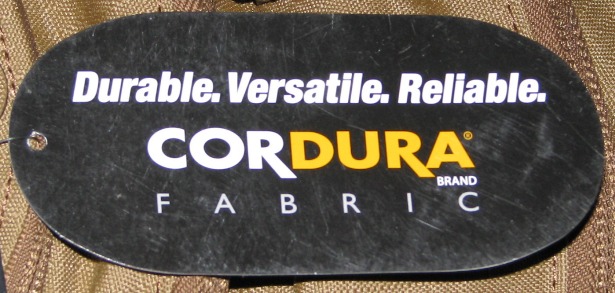 Durable. Versatile. Reliable.
CORDURA®
BRAND
FABRIC